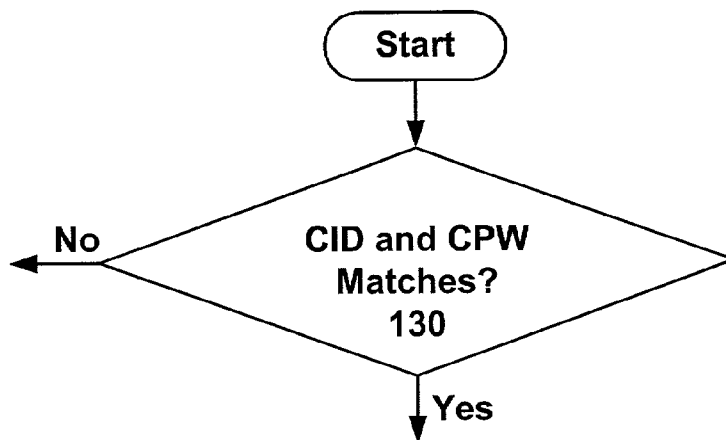 Start
No
CID and CPW
Matches?
130
Yes